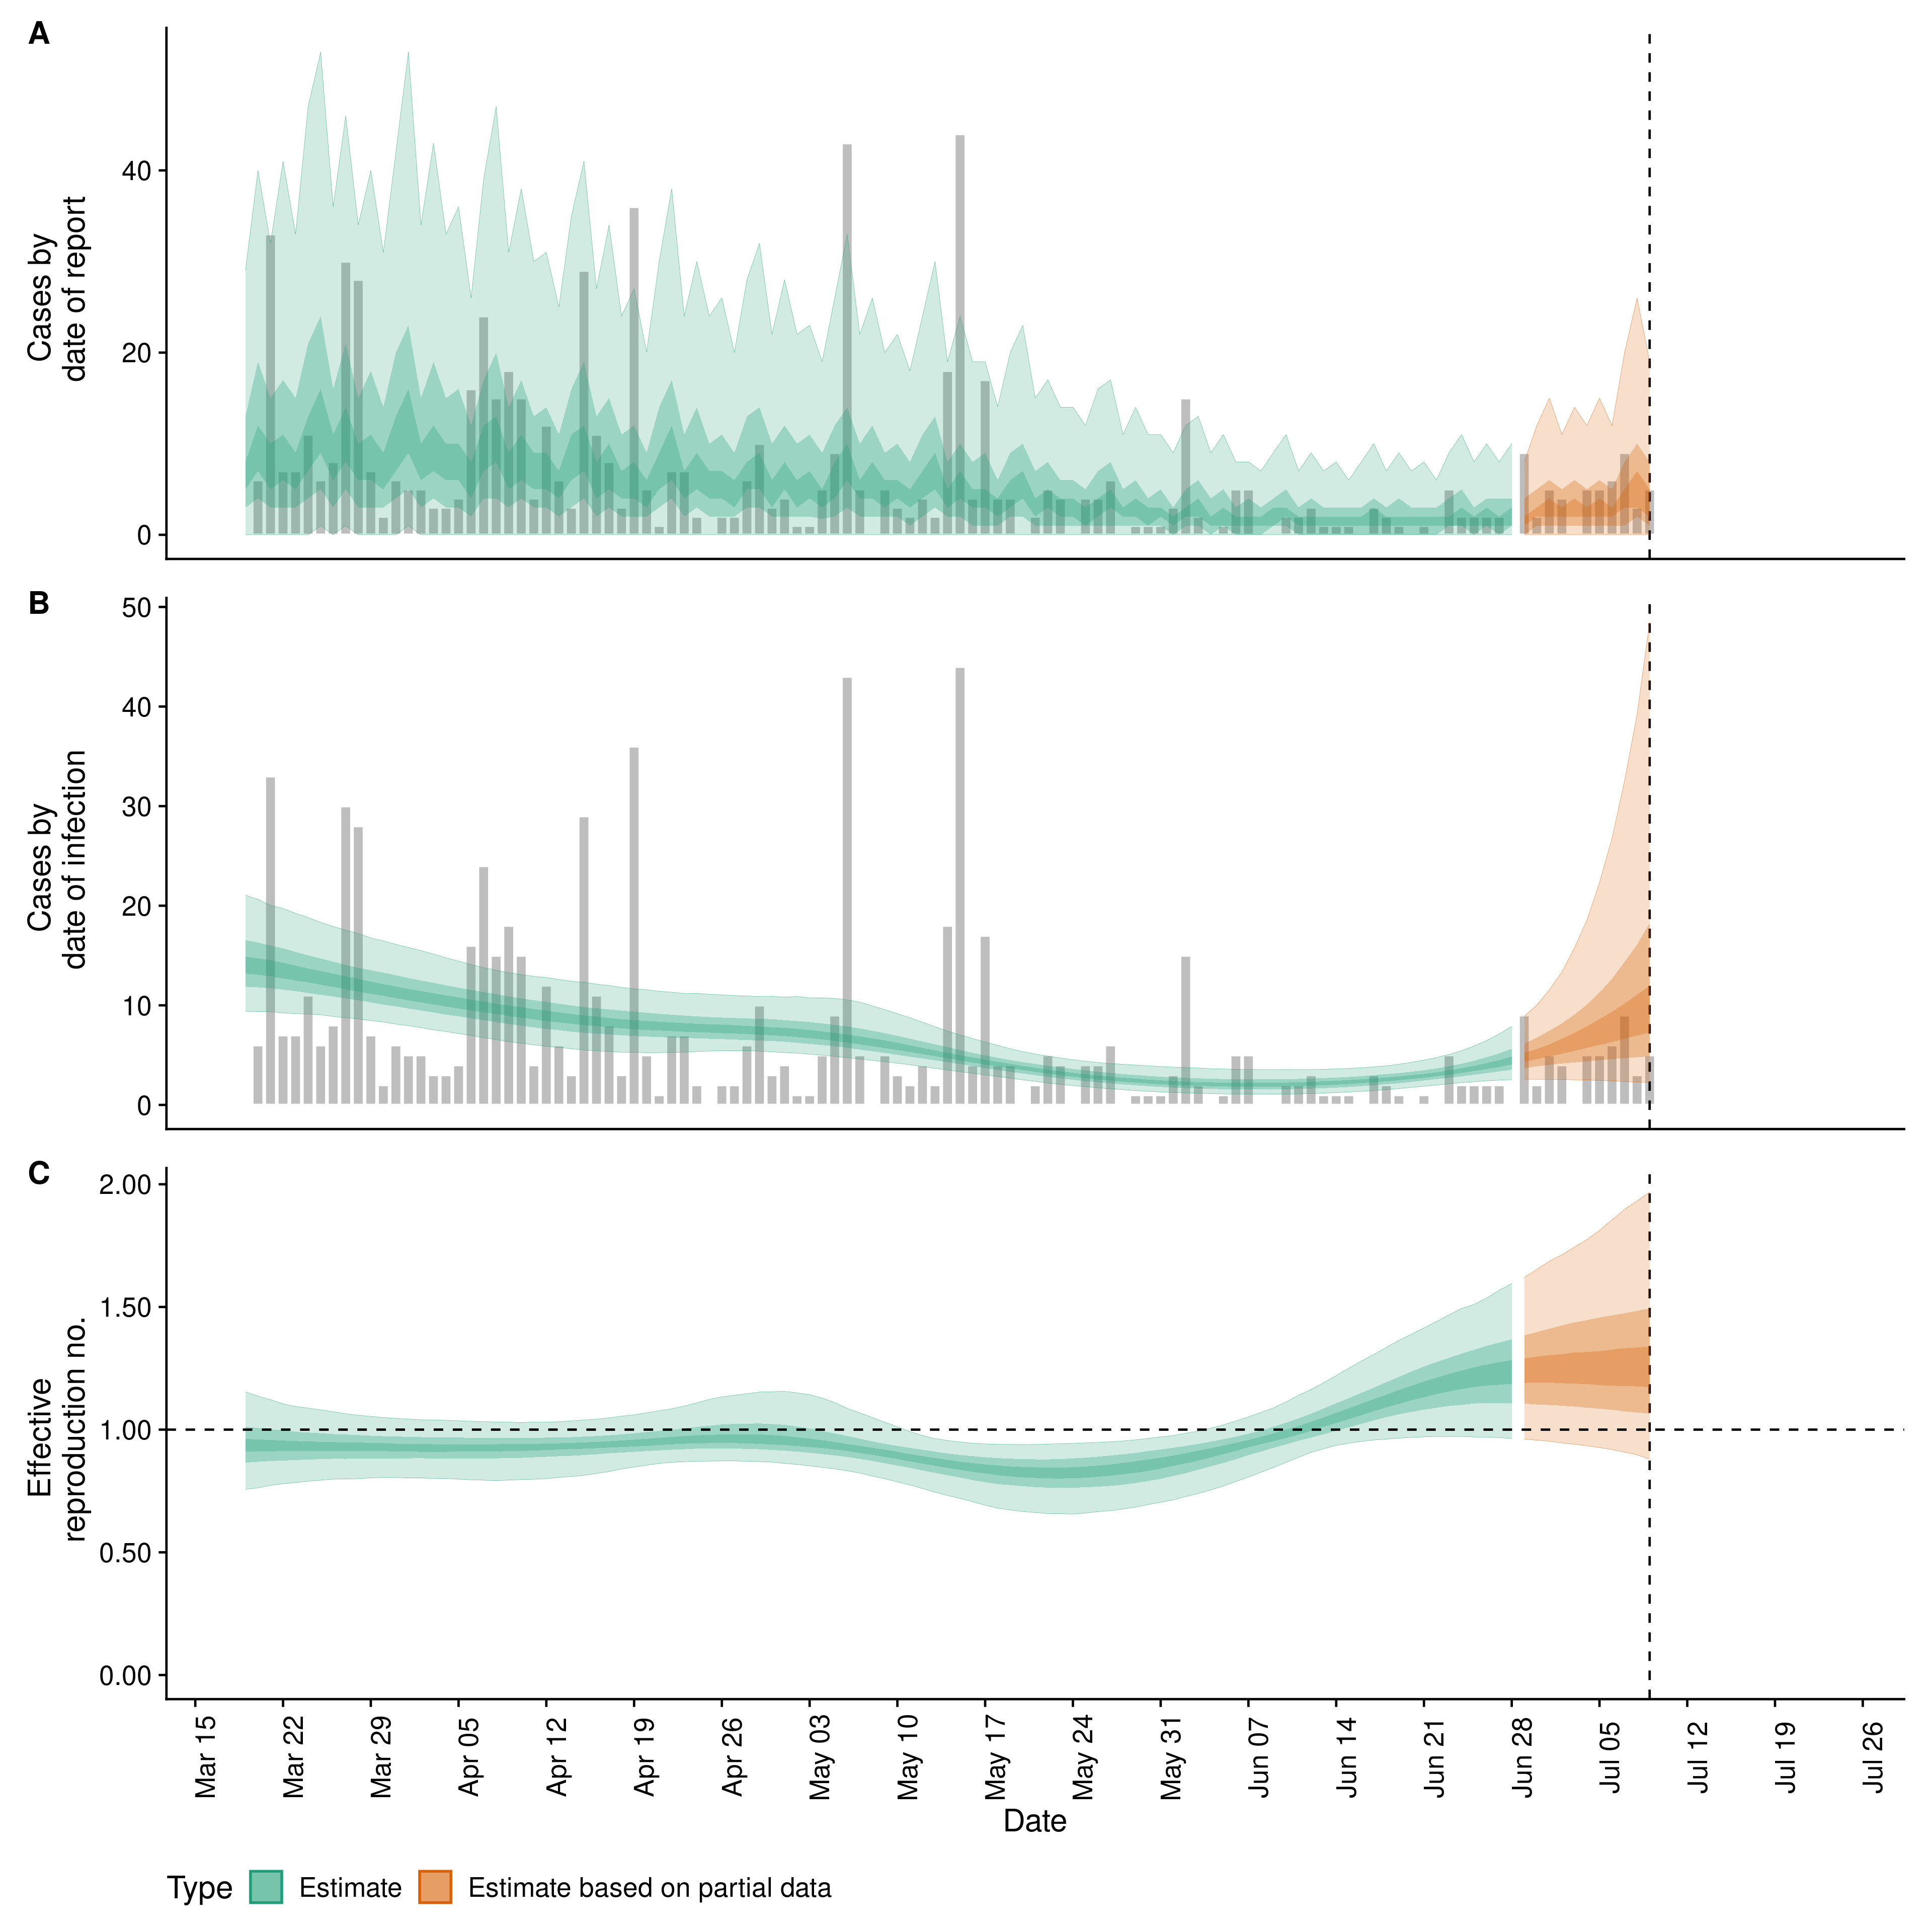 A
Cases by
date of report
40
20
0
B
Cases by
date of infection
50
40
30
20
10
0
C
Effective
reproduction no.
2.00
1.50
1.00
0.50
0.00
Mar 15
Mar 22
Mar 29
Apr 05
Apr 12
Apr 19
Apr 26
May 03
May 10
May 17
May 24
May 31
Jun 07
Jun 14
Jun 21
Jun 28
Jul 05
Jul 12
Jul 19
Jul 26
Date
Type Estimate Estimate based on partial data